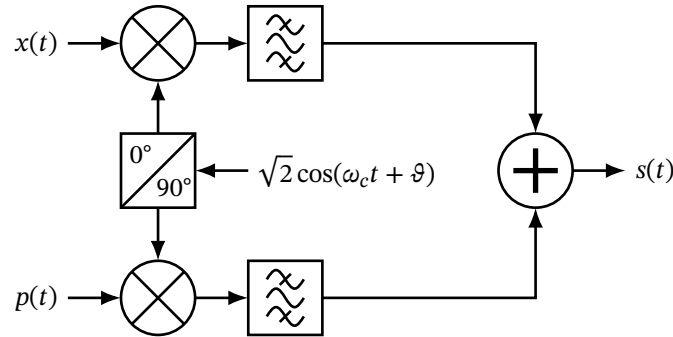 x(t)
0°
90°
√2 cos(ω_c t + ϑ)
s(t)
p(t)